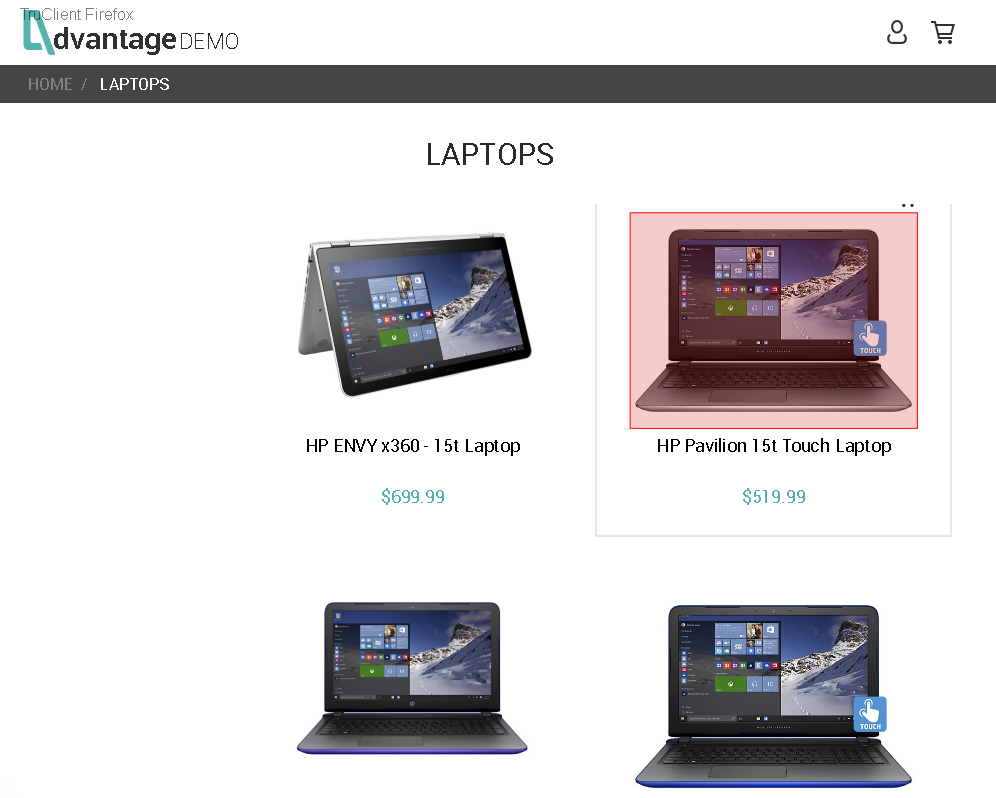 TruClient Firefox
dvantage DEMO
HOME / LAPTOPS
LAPTOPS
TOUCH
HP ENVY x360 - 15t Laptop
HP Pavilion 15t Touch Laptop
$699.99
$519.99
TOUCH